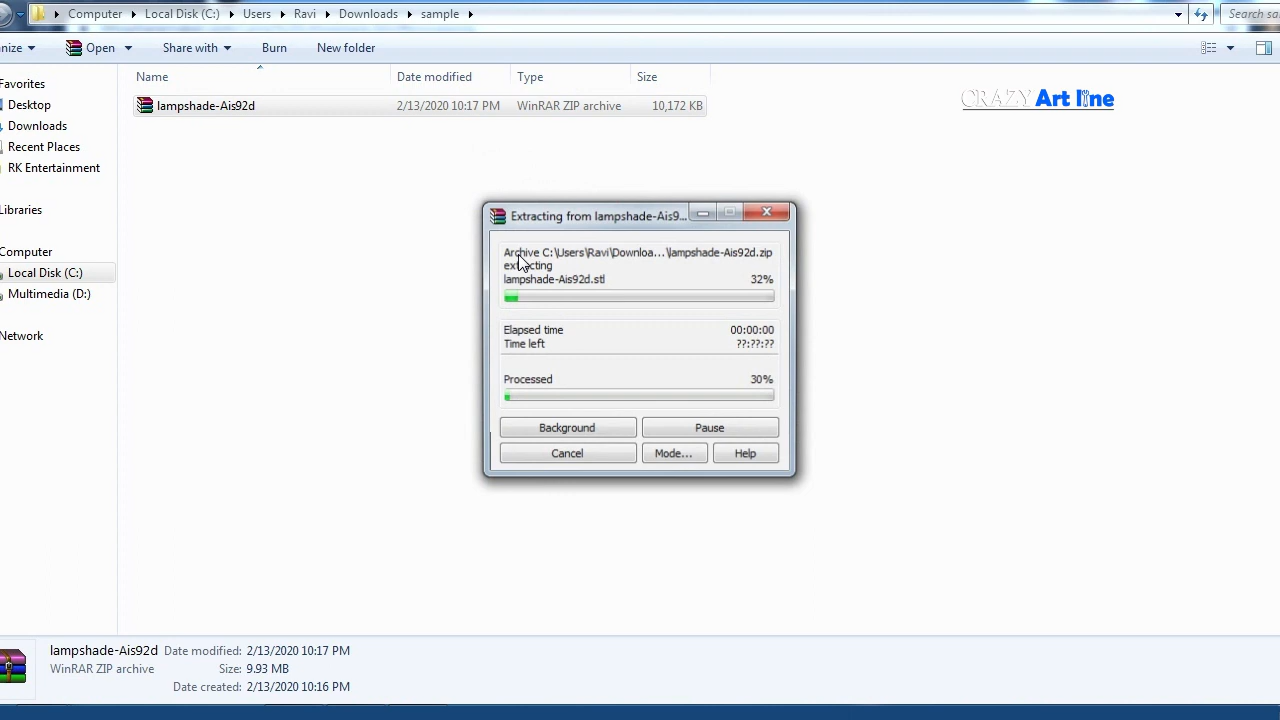 Computer Local Disk (C:) Users Ravi Downloads sample Search sa
nize Open Share with Burn New folder
Name Date modified Type Size
lampshade-Ais92d 2/13/2020 10:17 PM WinRAR ZIP archive 10,172 KB
CRAZY Art line
Favorites
Desktop
Downloads
Recent Places
RK Entertainment
Libraries
Computer
Local Disk (C:)
Multimedia (D:)
Network
Extracting from lampshade-Ais9...
Archive C:\Users\Ravi\Downloa...\lampshade-Ais92d.zip
extracting
lampshade-Ais92d.stl 32%
Elapsed time 00:00:00
Time left ??:??:??
Processed 30%
Background Pause
Cancel Mode... Help
lampshade-Ais92d Date modified: 2/13/2020 10:17 PM
WinRAR ZIP archive Size: 9.93 MB
Date created: 2/13/2020 10:16 PM